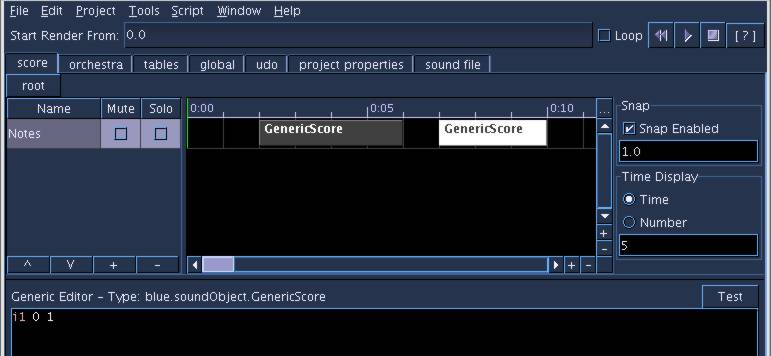 File Edit Project Tools Script Window Help
Start Render From: 0.0 Loop [ ? ]
score orchestra tables global udo project properties sound file
root
Name Mute Solo 0:00 0:05 0:10 ... Snap
Notes GenericScore GenericScore Snap Enabled
1.0
Time Display
Time
Number
5
^ V + -
+ -
+
-
Generic Editor – Type: blue.soundObject.GenericScore Test
i1 0 1